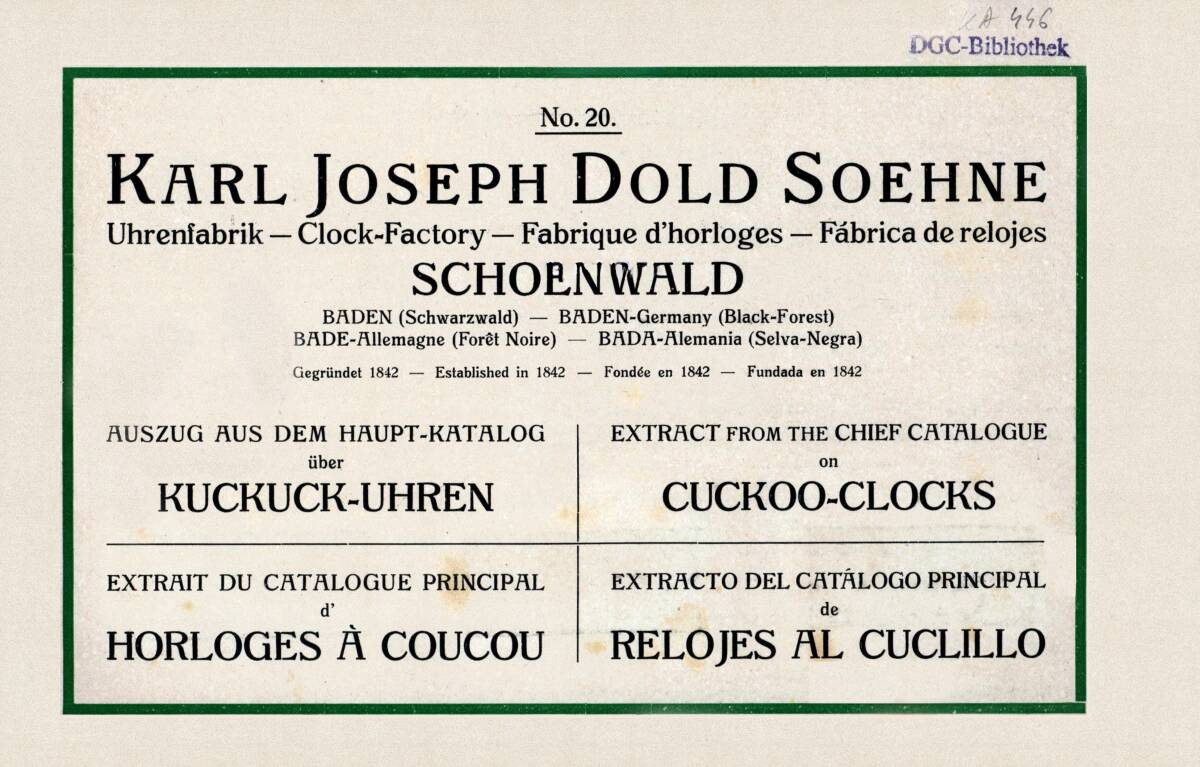 A 446
DGC-Bibliothek
No. 20.
KARL JOSEPH DOLD SOEHNE
Uhrenfabrik — Clock-Factory — Fabrique d'horloges — Fábrica de relojes
SCHOENWALD
BADEN (Schwarzwald) — BADEN-Germany (Black-Forest)
BADE-Allemagne (Forêt Noire) — BADA-Alemania (Selva-Negra)
Gegründet 1842 — Established in 1842 — Fondée en 1842 — Fundada en 1842
AUSZUG AUS DEM HAUPT-KATALOG
über
KUCKUCK-UHREN
EXTRACT FROM THE CHIEF CATALOGUE
on
CUCKOO-CLOCKS
EXTRAIT DU CATALOGUE PRINCIPAL
d'
HORLOGES À COUCOU
EXTRACTO DEL CATÁLOGO PRINCIPAL
de
RELOJES AL CUCLILLO